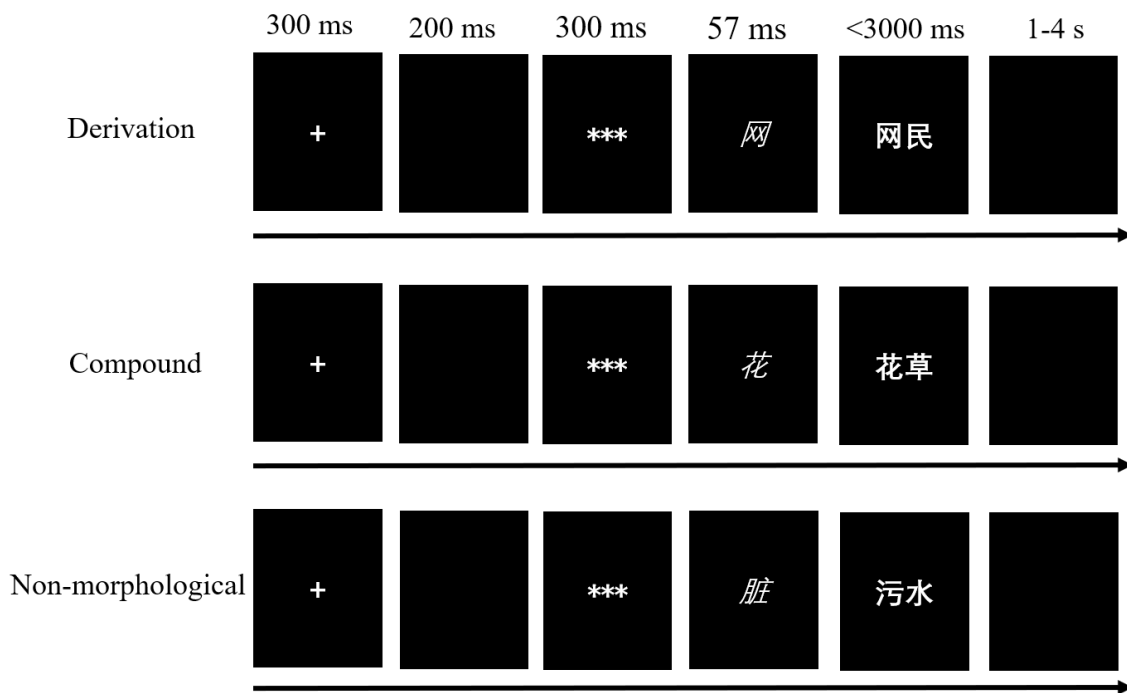 300 ms 200 ms 300 ms 57 ms <3000 ms 1-4 s
Derivation + *** 网 网民
Compound + *** 花 花草
Non-morphological + *** 脏 污水